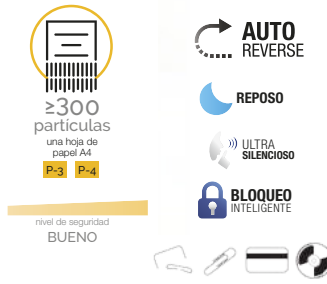 ≥300
partículas
una hoja de
papel A4
P-3 P-4
nivel de seguridad
BUENO
AUTO
REVERSE
REPOSO
ULTRA
SILENCIOSO
BLOQUEO
INTELIGENTE